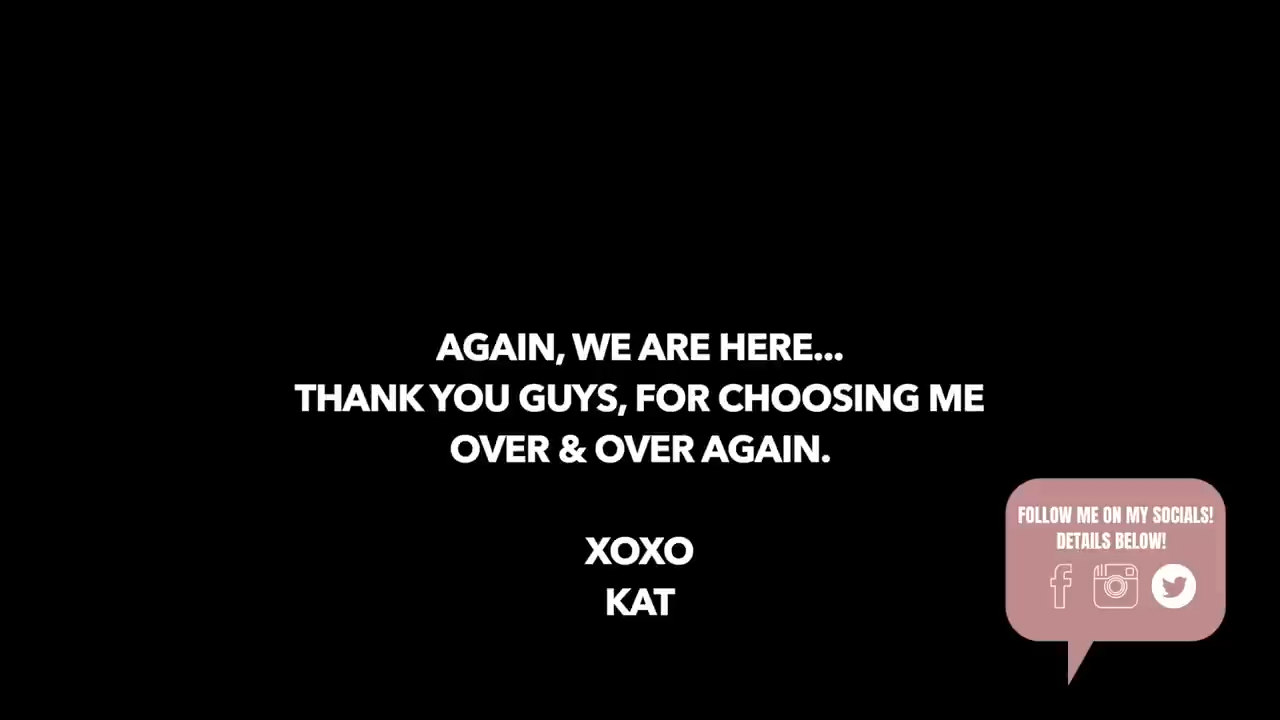 AGAIN, WE ARE HERE...
THANK YOU GUYS, FOR CHOOSING ME
OVER & OVER AGAIN.
XOXO
KAT
FOLLOW ME ON MY SOCIALS!
DETAILS BELOW!